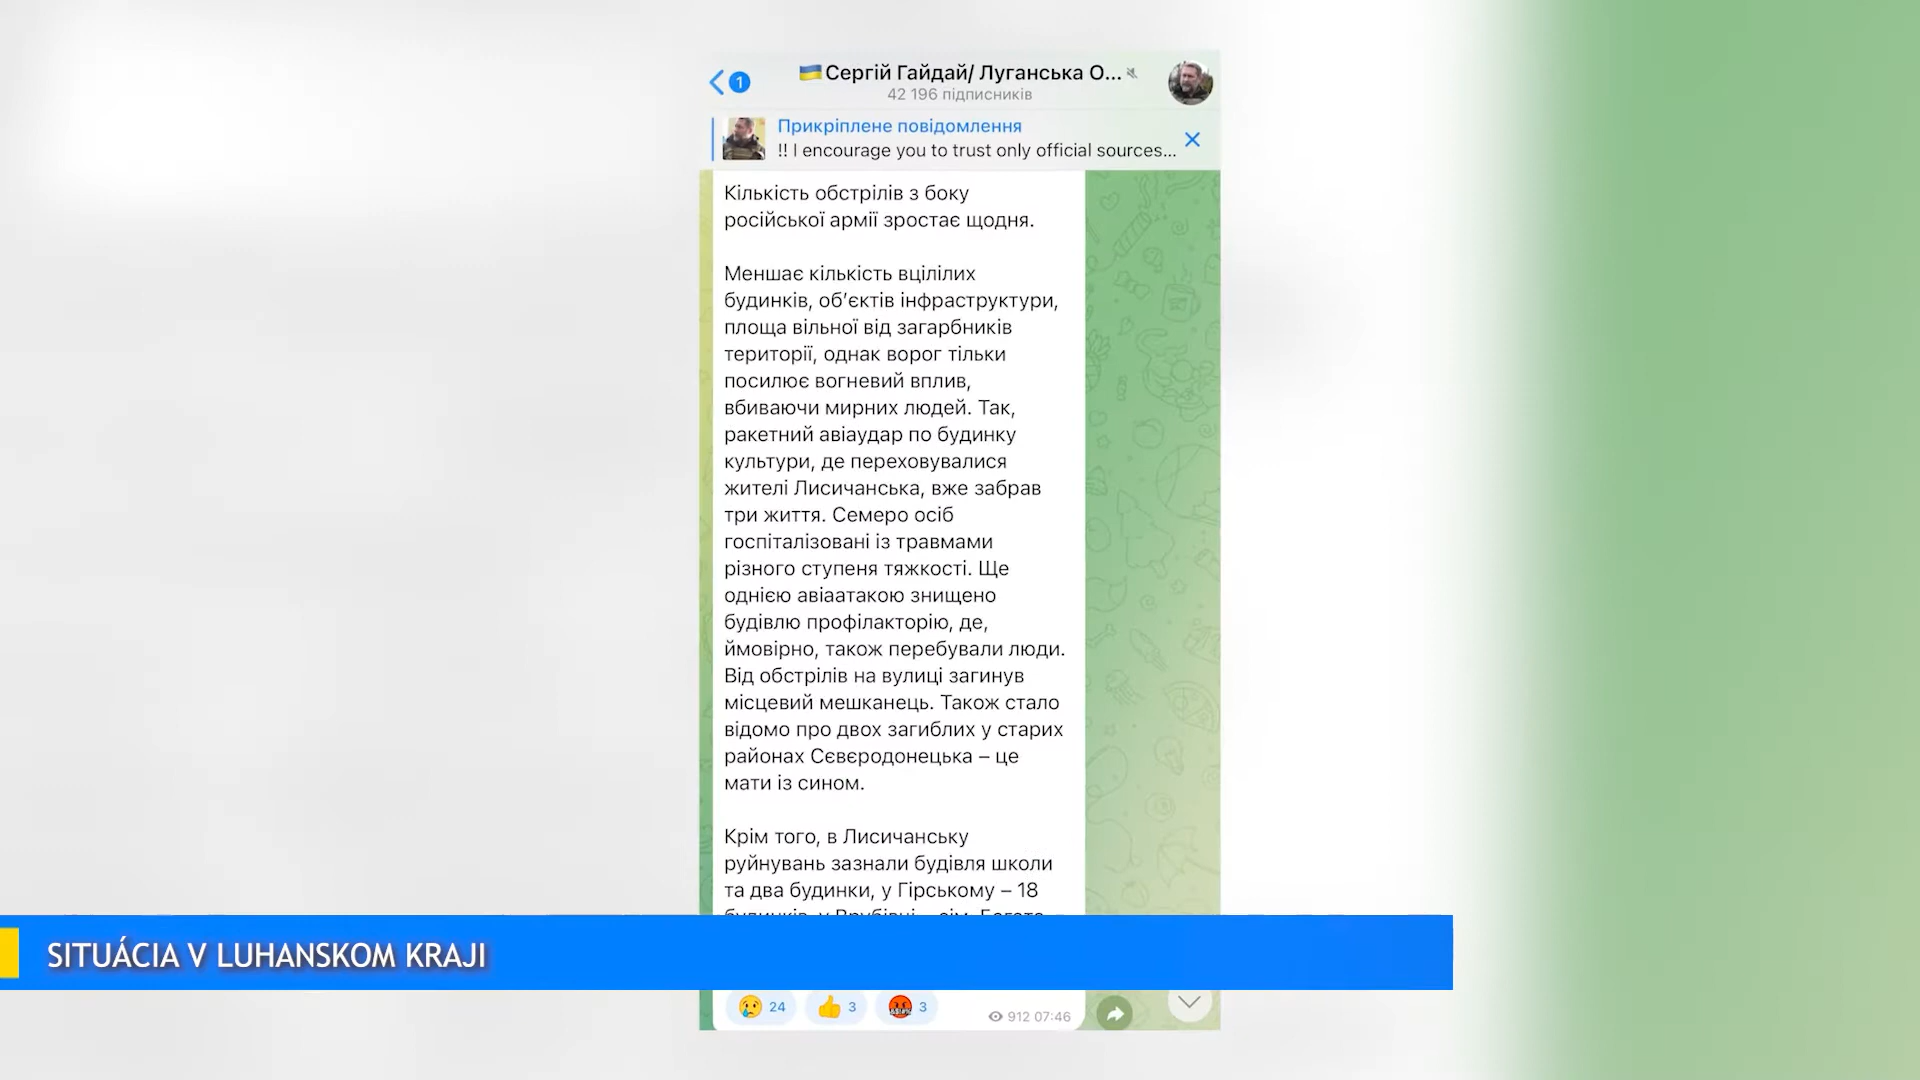 1
Сергій Гайдай/ Луганська О...
42 196 підписників
Прикріплене повідомлення
!! I encourage you to trust only official sources...
Кількість обстрілів з боку
російської армії зростає щодня.
Меншає кількість вцілілих
будинків, об’єктів інфраструктури,
площа вільної від загарбників
території, однак ворог тільки
посилює вогневий вплив,
вбиваючи мирних людей. Так,
ракетний авіаудар по будинку
культури, де переховувалися
жителі Лисичанська, вже забрав
три життя. Семеро осіб
госпіталізовані із травмами
різного ступеня тяжкості. Ще
однією авіаатакою знищено
будівлю профілакторію, де,
ймовірно, також перебували люди.
Від обстрілів на вулиці загинув
місцевий мешканець. Також стало
відомо про двох загиблих у старих
районах Сєвєродонецька – це
мати із сином.
Крім того, в Лисичанську
руйнувань зазнали будівля школи
та два будинки, у Гірському – 18
SITUÁCIA V LUHANSKOM KRAJI
24 3 3
912 07:46